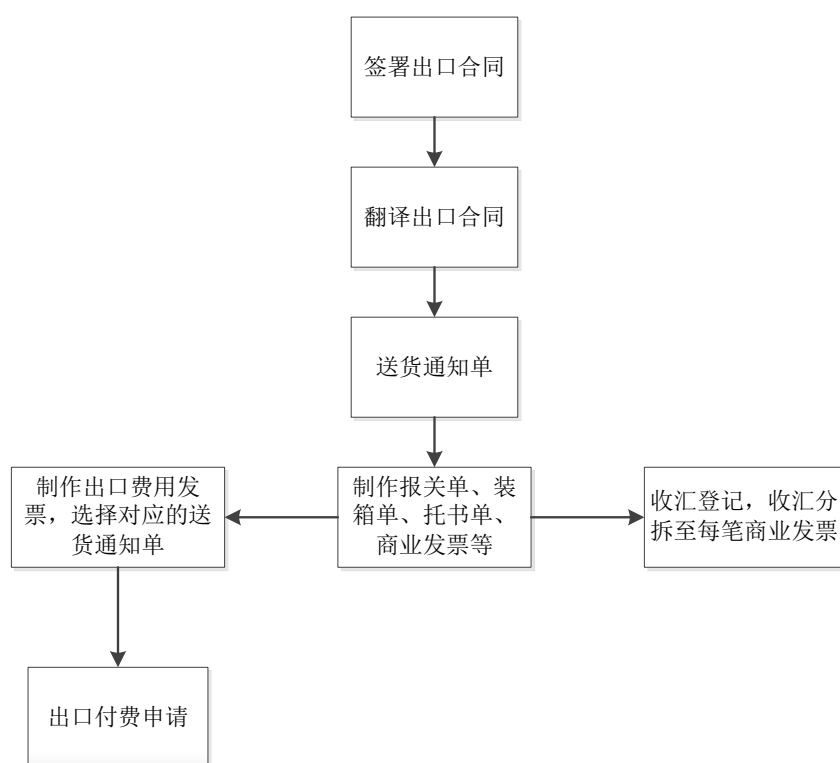 签署出口合同
翻译出口合同
送货通知单
制作出口费用发
票，选择对应的送
货通知单
制作报关单、装
箱单、托书单、
商业发票等
收汇登记，收汇分
拆至每笔商业发票
出口付费申请